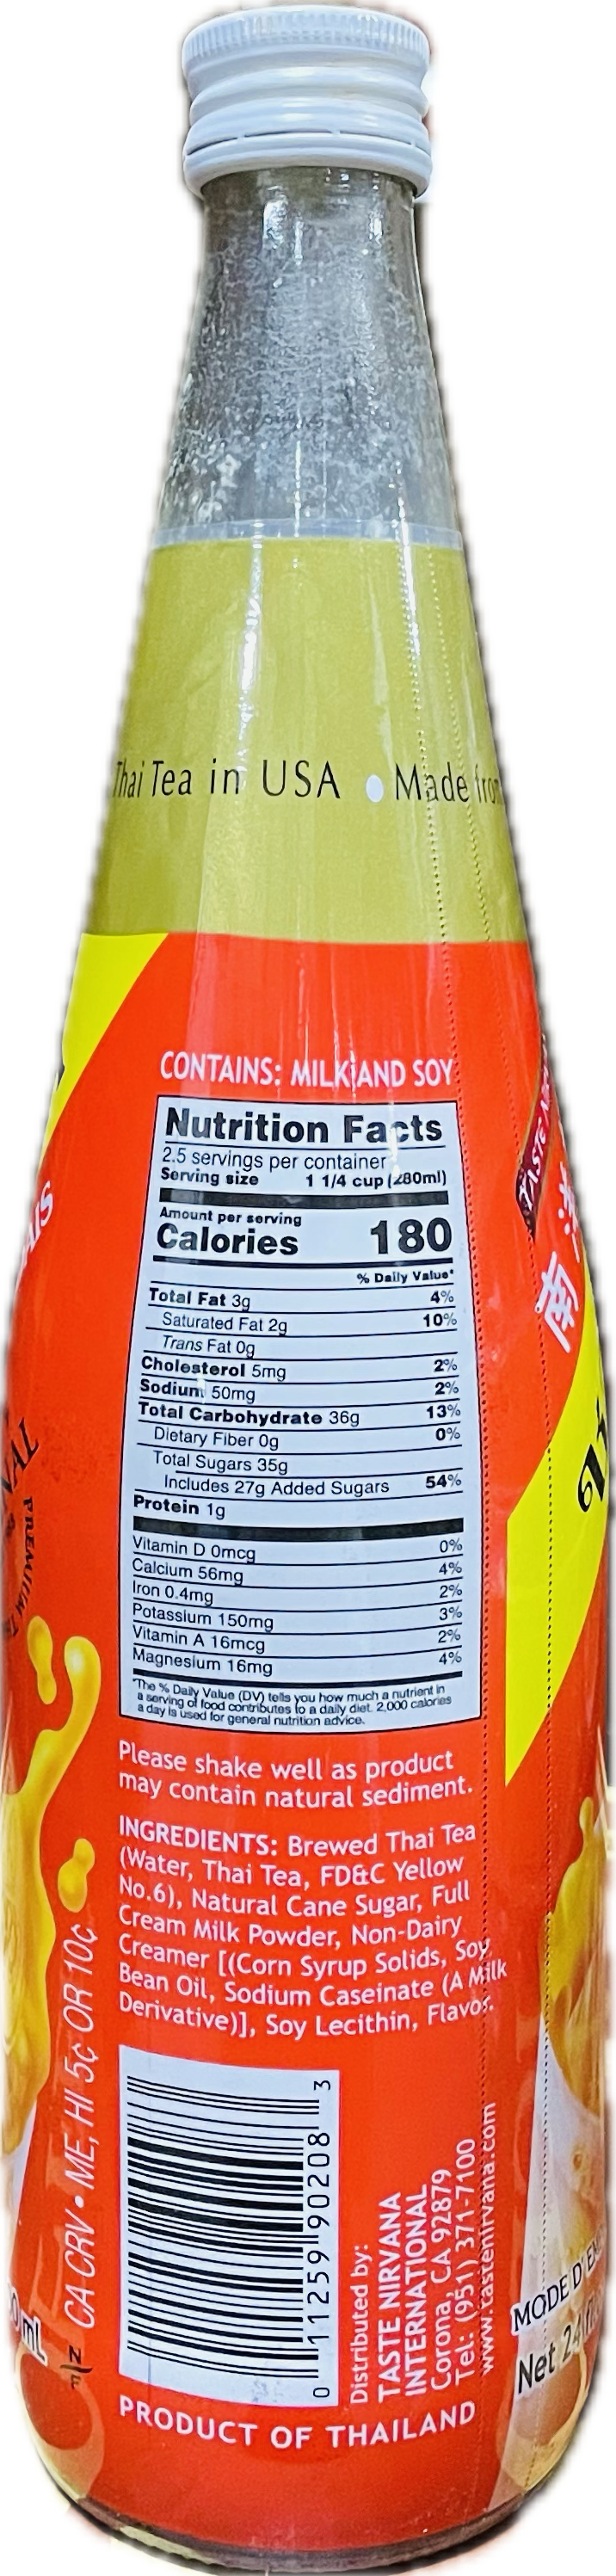 Thai Tea in USA • Made from
CONTAINS: MILK AND SOY
Nutrition Facts
2.5 servings per container
Serving size 1 1/4 cup (280ml)
Amount per serving
Calories 180
% Daily Value*
Total Fat 3g 4%
Saturated Fat 2g 10%
Trans Fat 0g
Cholesterol 5mg 2%
Sodium 50mg 2%
Total Carbohydrate 36g 13%
Dietary Fiber 0g 0%
Total Sugars 35g
Includes 27g Added Sugars 54%
Protein 1g
Vitamin D 0mcg 0%
Calcium 56mg 4%
Iron 0.4mg 2%
Potassium 150mg 3%
Vitamin A 16mcg 2%
Magnesium 16mg 4%
*The % Daily Value (DV) tells you how much a nutrient in
a serving of food contributes to a daily diet. 2,000 calories
a day is used for general nutrition advice.
Please shake well as product
may contain natural sediment.
INGREDIENTS: Brewed Thai Tea
(Water, Thai Tea, FD&C Yellow
No.6), Natural Cane Sugar, Full
Cream Milk Powder, Non-Dairy
Creamer [(Corn Syrup Solids, Soy
Bean Oil, Sodium Caseinate (A Milk
Derivative)], Soy Lecithin, Flavor.
CA CRV • ME, HI 5¢ OR 10¢
0 11259 90208 3
Distributed by:
TASTE NIRVANA
INTERNATIONAL
Corona, CA 92879
Tel: (951) 371-7100
www.tastenirvana.com
PRODUCT OF THAILAND
TASTE
南
PREMIUM
mL
MODE D'E
Net 24